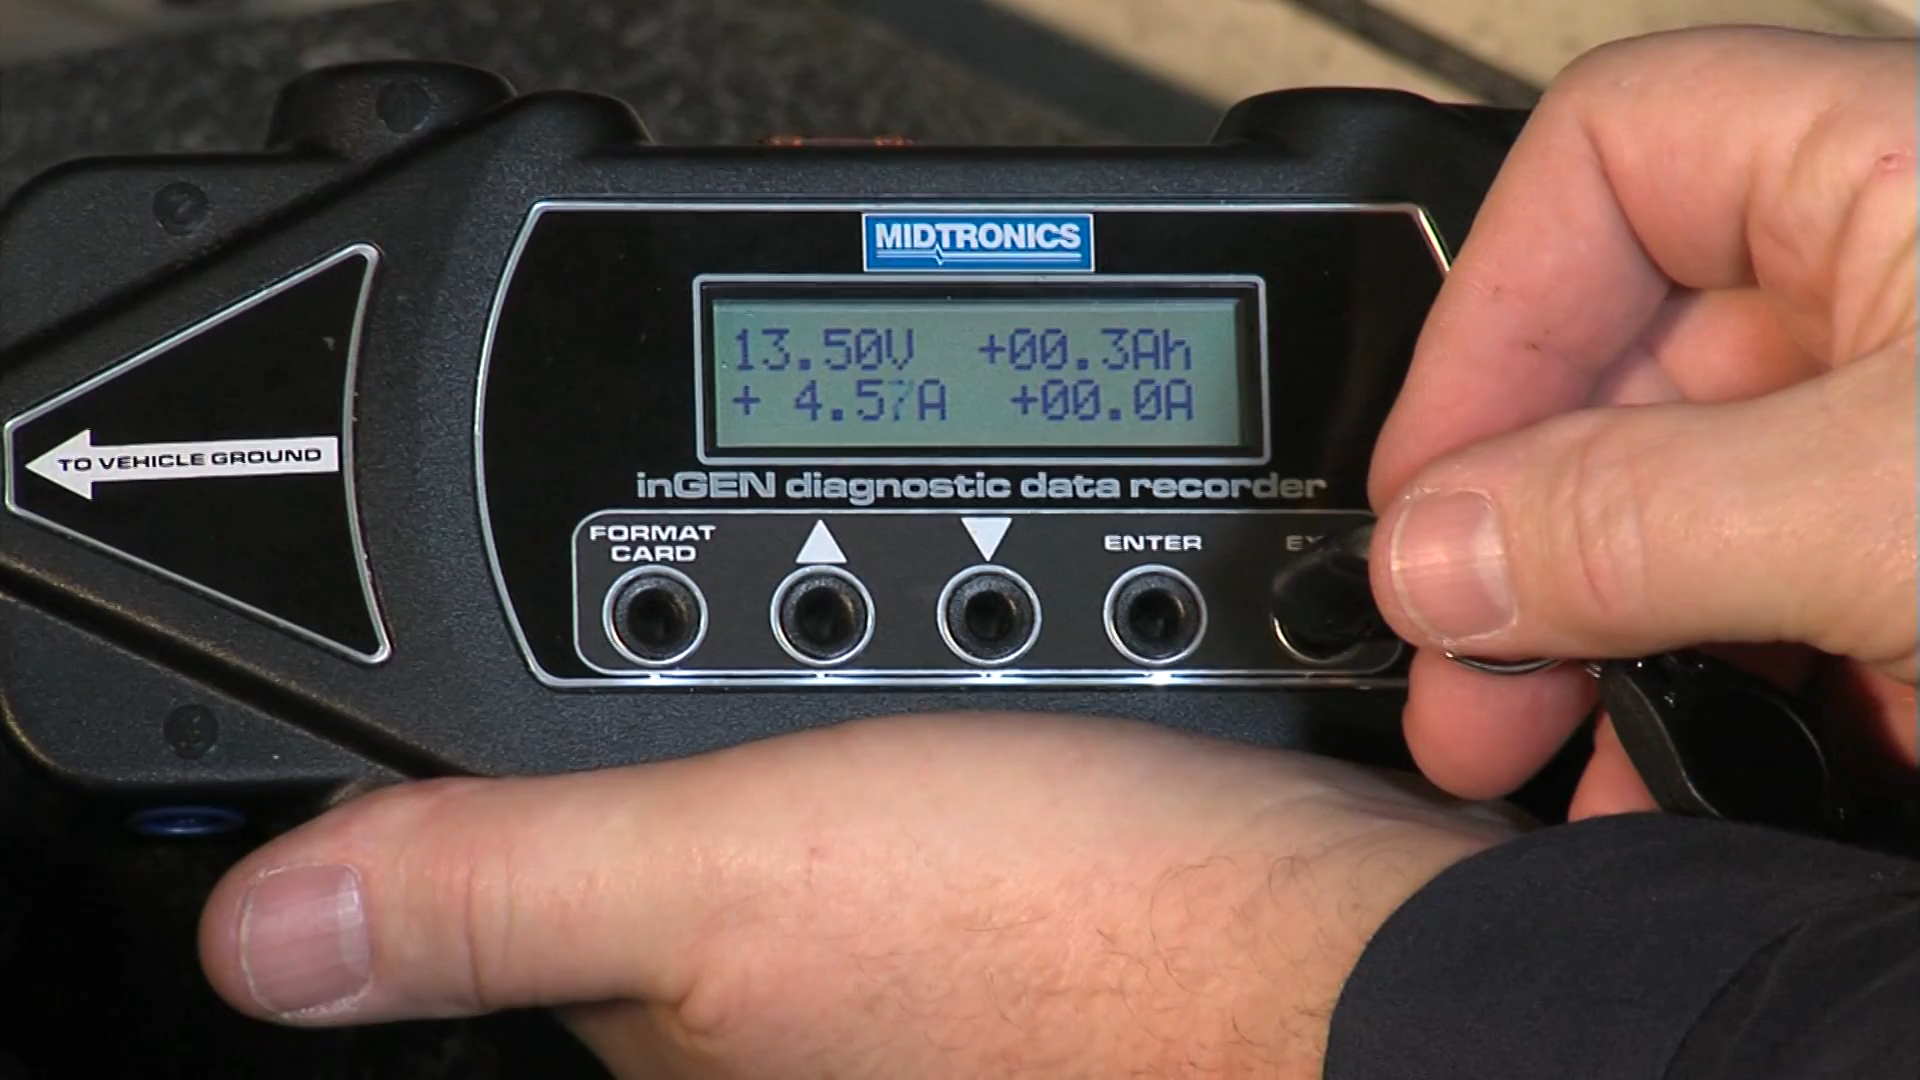 MIDTRONICS
13.50V +00.3Ah
+ 4.57A +00.0A
TO VEHICLE GROUND
inGEN diagnostic data recorder
FORMAT
CARD
ENTER